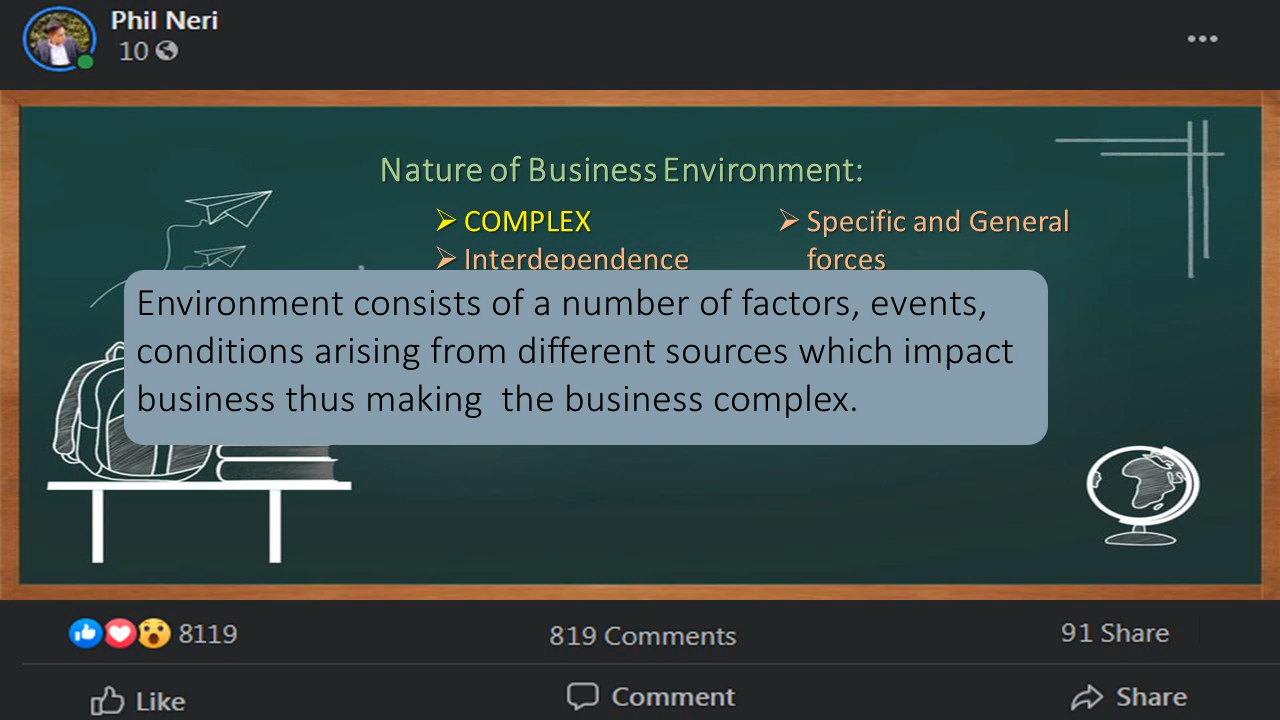 Phil Neri
10
Nature of Business Environment:
COMPLEX
Interdependence
Specific and General
forces
Environment consists of a number of factors, events,
conditions arising from different sources which impact
business thus making  the business complex.
8119
819 Comments
91 Share
Like
Comment
Share